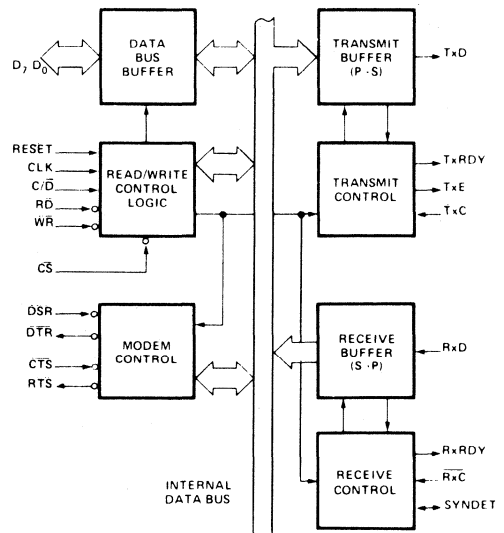 DATA
BUS
BUFFER
D7 D0
TRANSMIT
BUFFER
(P - S)
TxD
RESET
CLK
C/D̅
RD̅
WR̅
READ/WRITE
CONTROL
LOGIC
CS̅
TRANSMIT
CONTROL
TxRDY
TxE
TxC
DSR
DTR
CTS
RTS
MODEM
CONTROL
RECEIVE
BUFFER
(S - P)
RxD
INTERNAL
DATA BUS
RECEIVE
CONTROL
RxRDY
RxC
SYNDET